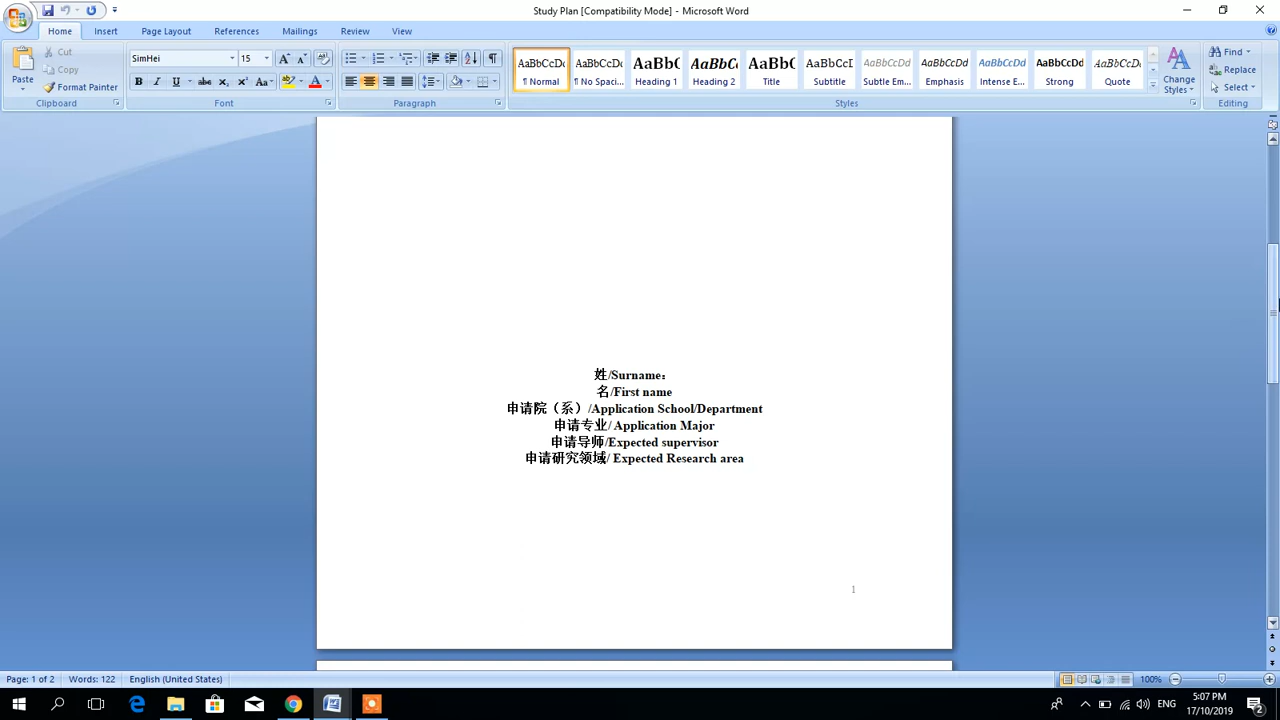 Study Plan [Compatibility Mode] - Microsoft Word
Home Insert Page Layout References Mailings Review View
Paste
Cut
Copy
Format Painter
Clipboard
SimHei 15
Font
Paragraph
AaBbCcDc AaBbCcDc AaBbC AaBbC AaBbC AaBbCcD AaBbCcDd AaBbCcDd AaBbCcDd AaBbCcDd AaBbCcDd
¶ Normal ¶ No Spaci... Heading 1 Heading 2 Title Subtitle Subtle Em... Emphasis Intense E... Strong Quote
Change Styles
Styles
Find
Replace
Select
Editing
姓/Surname：
名/First name
申请院（系）/Application School/Department
申请专业/ Application Major
申请导师/Expected supervisor
申请研究领域/ Expected Research area
1
Page: 1 of 2 Words: 122 English (United States) 100%
ENG
5:07 PM
17/10/2019
2